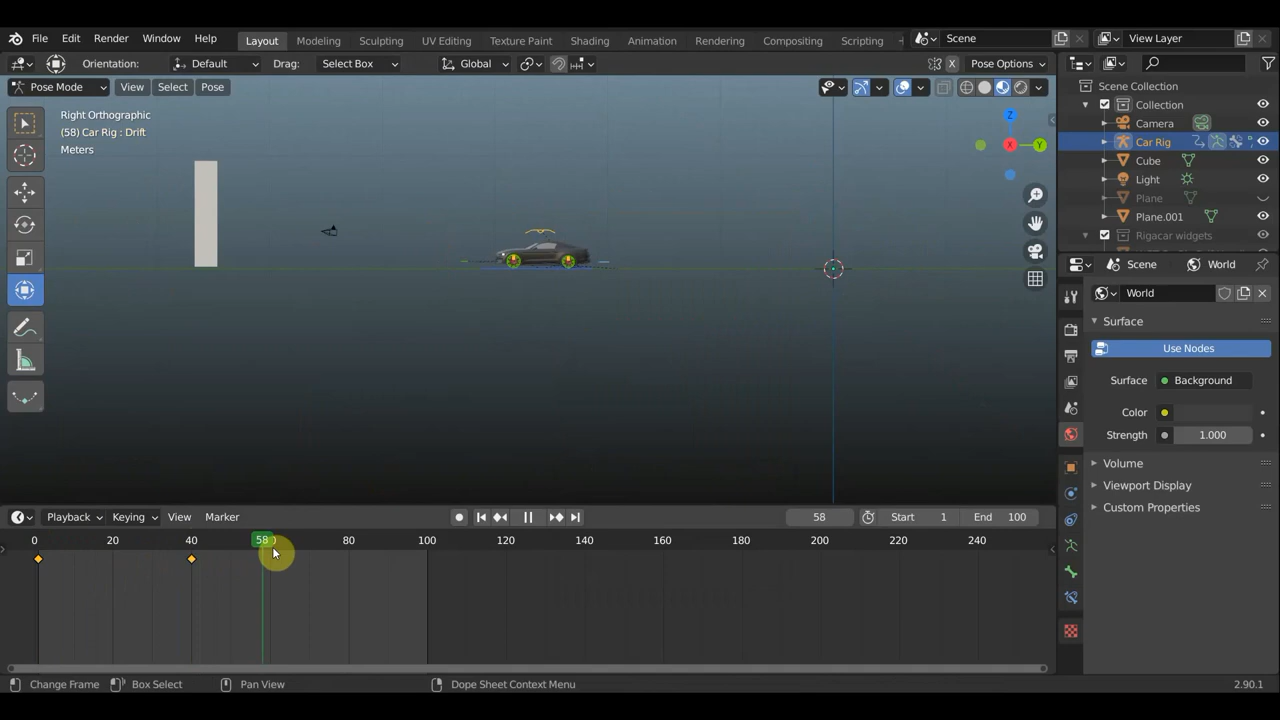 File Edit Render Window Help Layout Modeling Sculpting UV Editing Texture Paint Shading Animation Rendering Compositing Scripting Scene View Layer
Orientation: Default Drag: Select Box Global X Pose Options
Pose Mode View Select Pose
Right Orthographic
(58) Car Rig : Drift
Meters
Z
X
Y
Scene Collection
Collection
Camera
Car Rig
Cube
Light
Plane
Plane.001
Rigacar widgets
Scene World
World
Surface
Use Nodes
Surface Background
Color
Strength 1.000
Volume
Viewport Display
Custom Properties
Playback Keying View Marker 58 Start 1 End 100
0 20 40 58 80 100 120 140 160 180 200 220 240
Change Frame Box Select Pan View Dope Sheet Context Menu 2.90.1